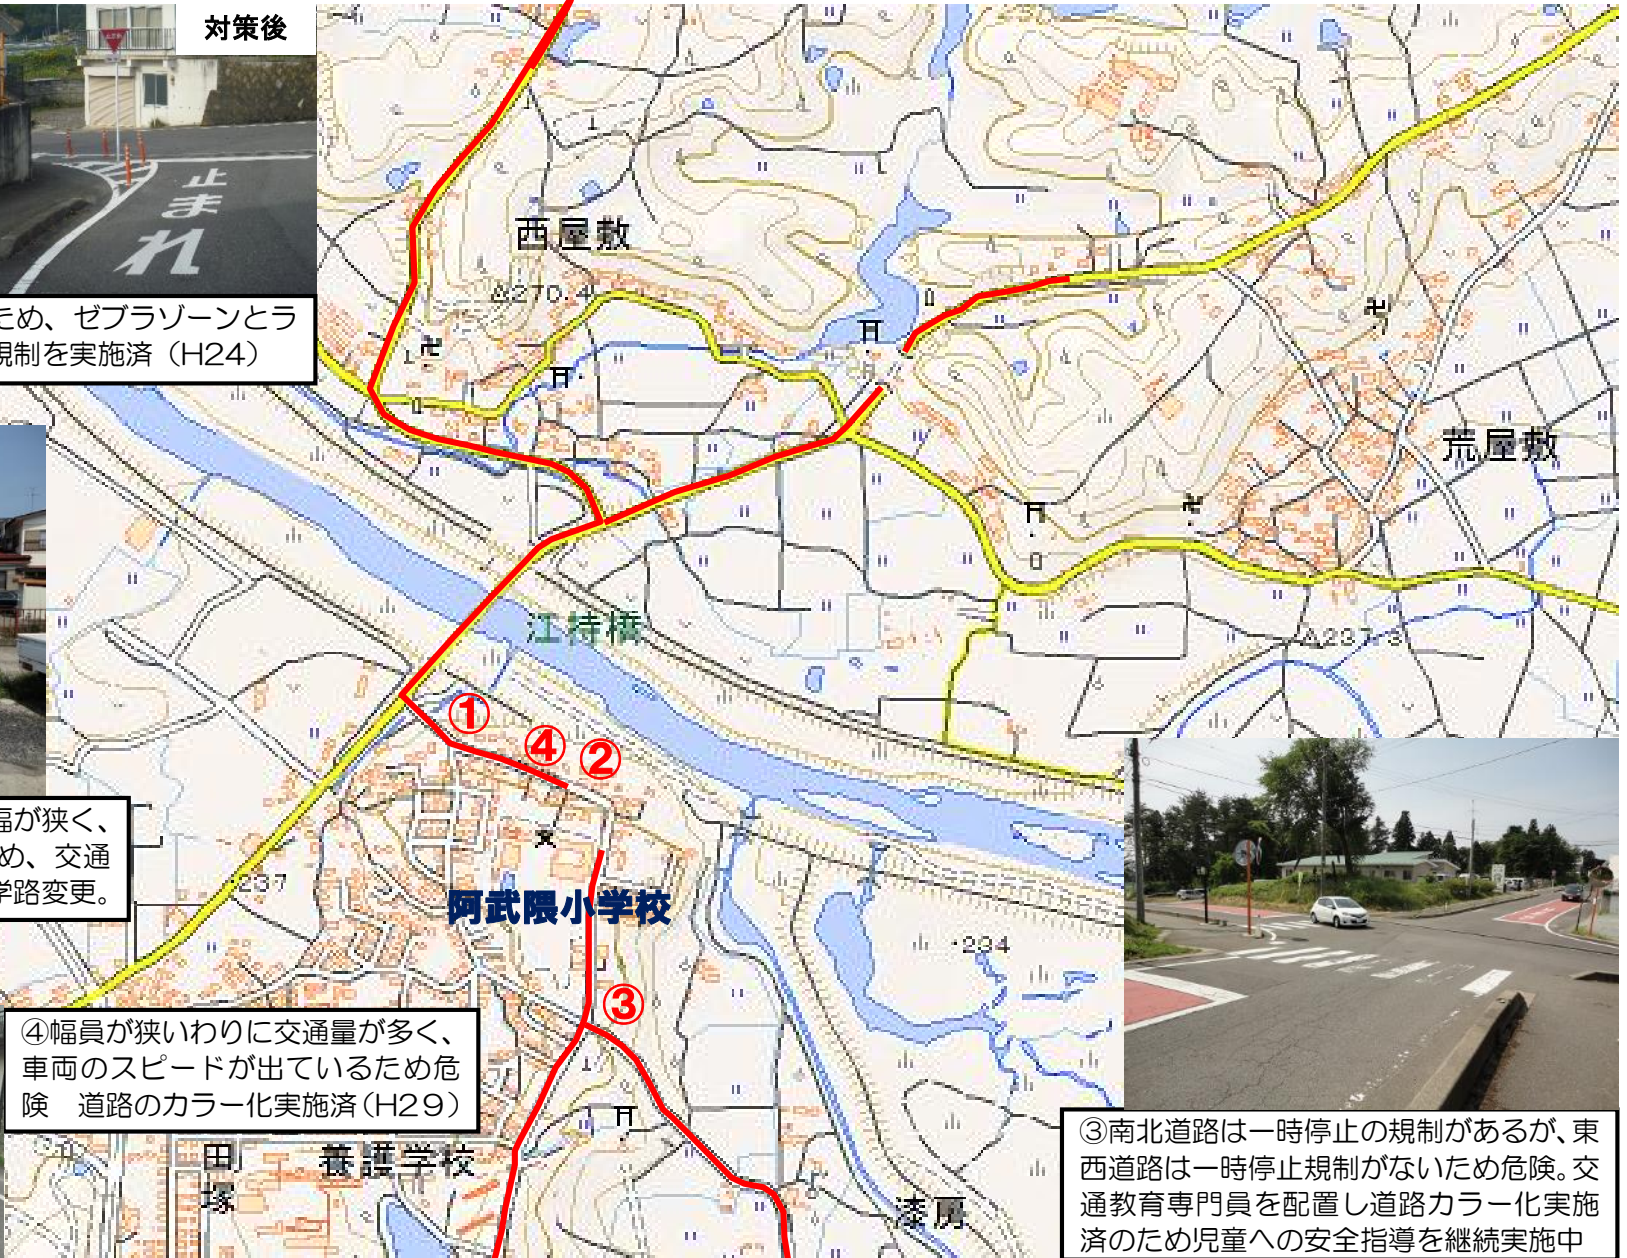 対策後
止まれ
西屋敷
270.4
ため、ゼブラゾーンとラ
規制を実施済（H24）
荒屋敷
江持橋
237.3
①
④
②
幅が狭く、
め、交通
学路変更。
237
阿武隈小学校
・234
③
④幅員が狭いわりに交通量が多く、
車両のスピードが出ているため危
険　道路のカラー化実施済（H29）
③南北道路は一時停止の規制があるが、東
西道路は一時停止規制がないため危険。交
通教育専門員を配置し道路カラー化実施
済のため児童への安全指導を継続実施中
田
塚
養護学校
漆房